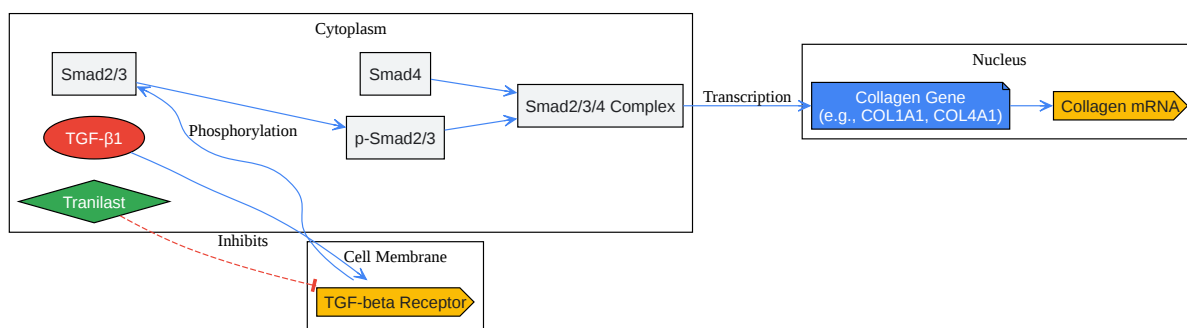 Cytoplasm
Smad2/3
Smad4
Smad2/3/4 Complex
Phosphorylation
TGF-β1
p-Smad2/3
Tranilast
Inhibits
Cell Membrane
TGF-beta Receptor
Transcription
Nucleus
Collagen Gene
(e.g., COL1A1, COL4A1)
Collagen mRNA